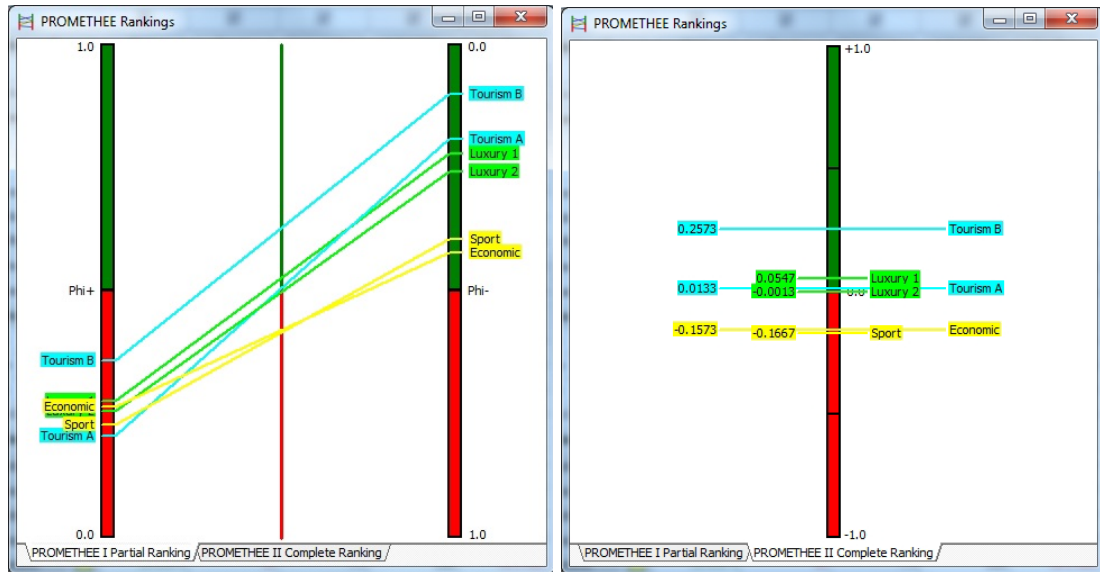 PROMETHEE Rankings
1.0
0.0
Tourism B
Tourism A
Luxury 1
Luxury 2
Sport
Economic
Phi+
Phi-
Tourism B
Economic
Sport
Tourism A
0.0
1.0
PROMETHEE I Partial Ranking
PROMETHEE II Complete Ranking
PROMETHEE Rankings
+1.0
0.2573
Tourism B
0.0547
Luxury 1
0.0133
Tourism A
-0.0013
0.0
Luxury 2
-0.1573
Economic
-0.1667
Sport
-1.0
PROMETHEE I Partial Ranking
PROMETHEE II Complete Ranking